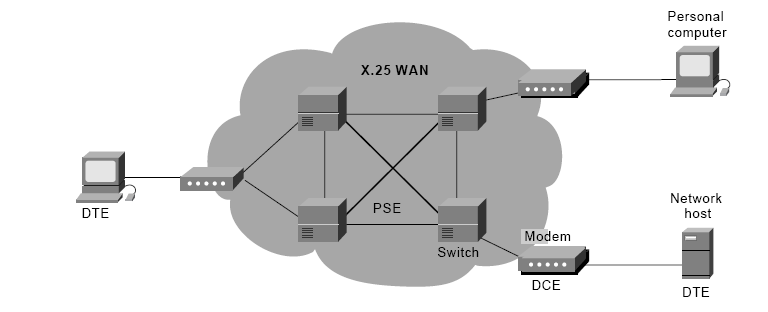 Personal
computer
X.25 WAN
DTE
PSE
Switch
Modem
DCE
Network
host
DTE